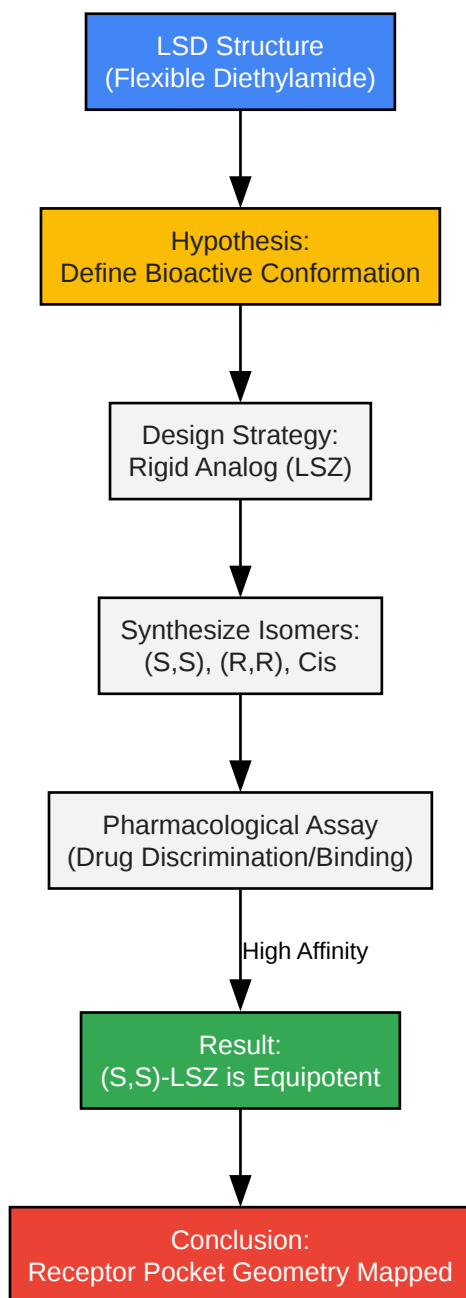 LSD Structure
(Flexible Diethylamide)
Hypothesis:
Define Bioactive Conformation
Design Strategy:
Rigid Analog (LSZ)
Synthesize Isomers:
(S,S), (R,R), Cis
Pharmacological Assay
(Drug Discrimination/Binding)
High Affinity
Result:
(S,S)-LSZ is Equipotent
Conclusion:
Receptor Pocket Geometry Mapped